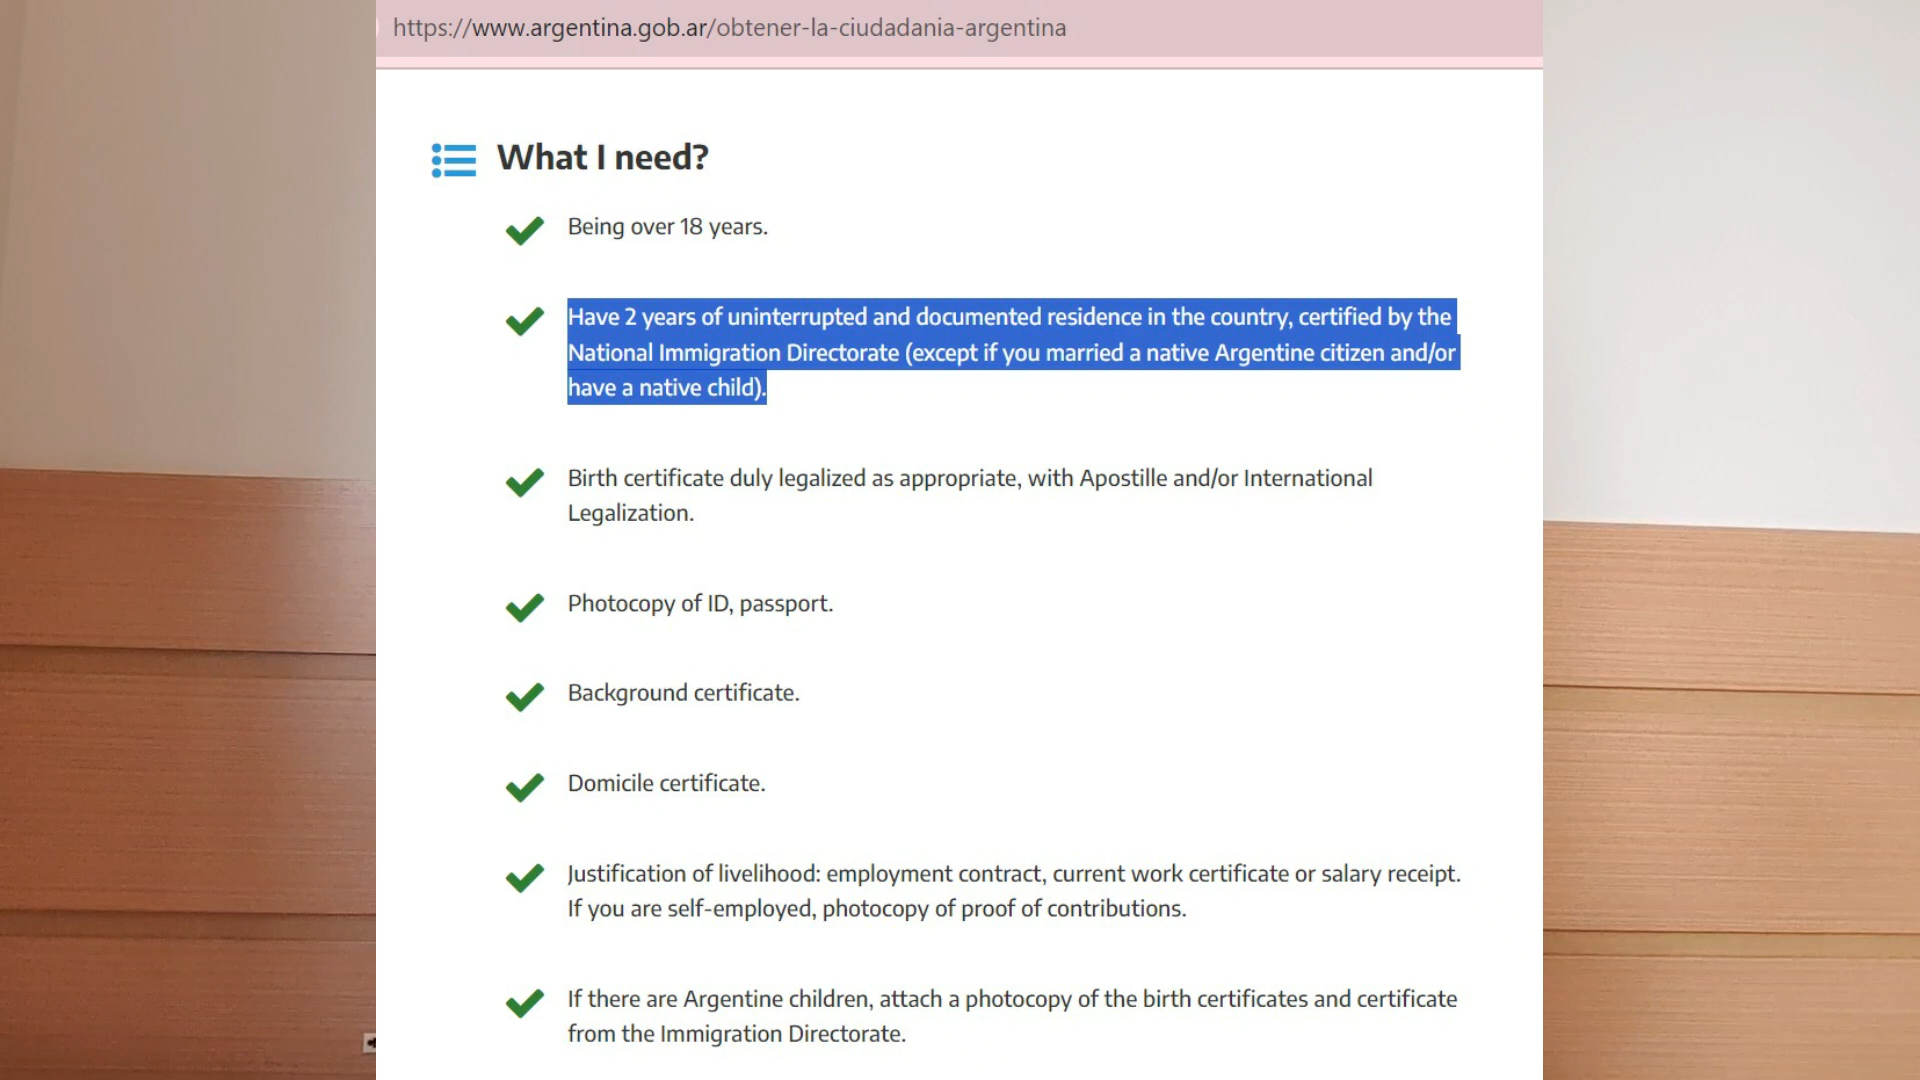 https://www.argentina.gob.ar/obtener-la-ciudadania-argentina
What I need?
Being over 18 years.
Have 2 years of uninterrupted and documented residence in the country, certified by the
National Immigration Directorate (except if you married a native Argentine citizen and/or
have a native child).
Birth certificate duly legalized as appropriate, with Apostille and/or International
Legalization.
Photocopy of ID, passport.
Background certificate.
Domicile certificate.
Justification of livelihood: employment contract, current work certificate or salary receipt.
If you are self-employed, photocopy of proof of contributions.
If there are Argentine children, attach a photocopy of the birth certificates and certificate
from the Immigration Directorate.